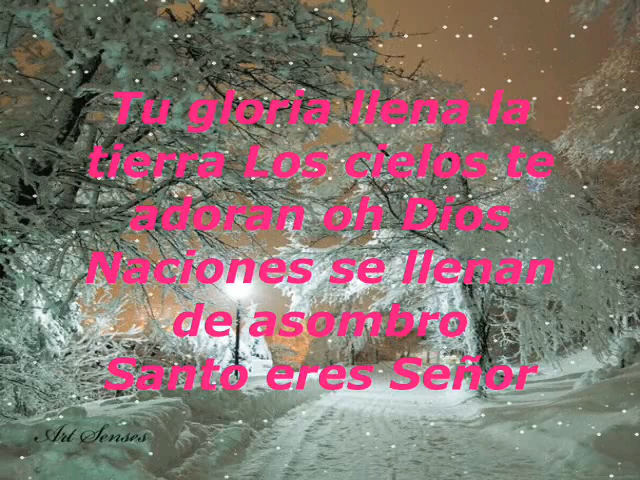 Tu gloria llena la
tierra Los cielos te
adoran oh Dios
Naciones se llenan
de asombro
Santo eres Señor
Art Senses